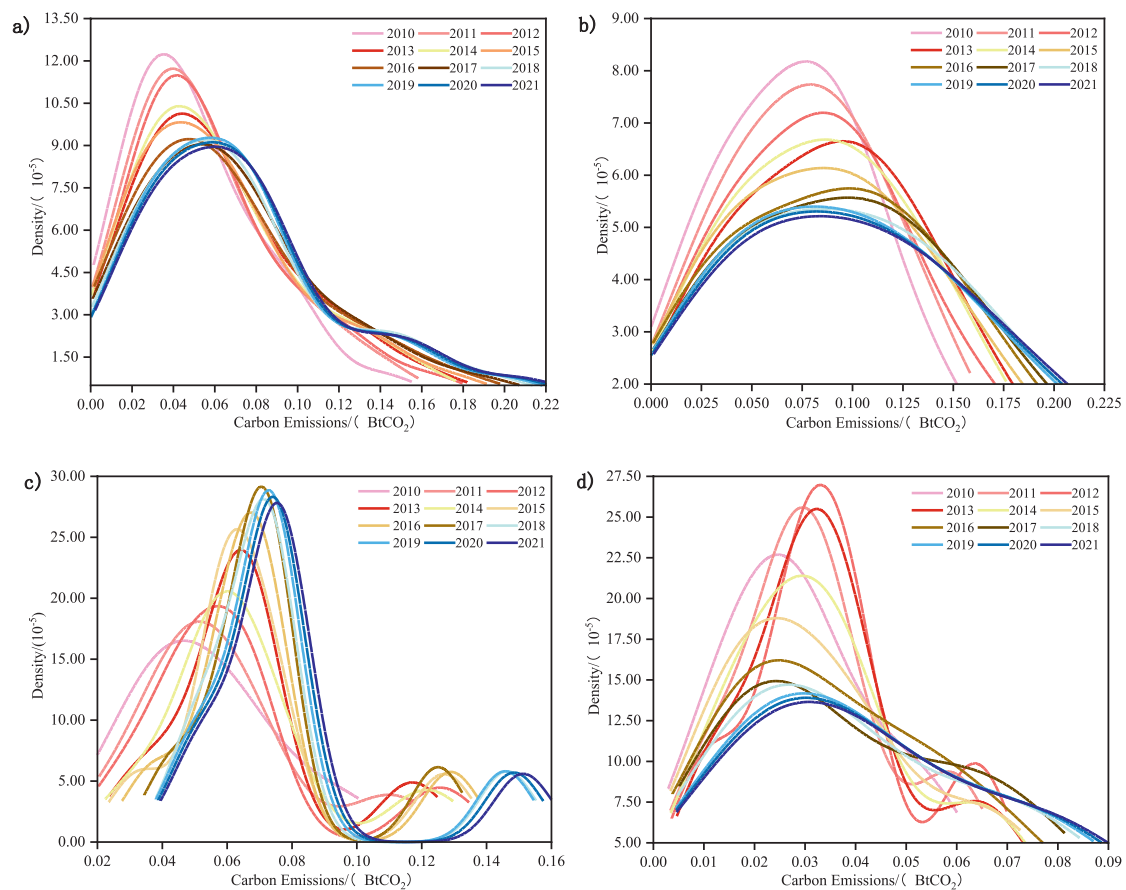 a)
13.50
12.00
10.50
9.00
7.50
6.00
4.50
3.00
1.50
Density/( 10⁻⁵)
2010 2011 2012
2013 2014 2015
2016 2017 2018
2019 2020 2021
0.00 0.02 0.04 0.06 0.08 0.10 0.12 0.14 0.16 0.18 0.20 0.22
Carbon Emissions/( BtCO₂)
b)
9.00
8.00
7.00
6.00
5.00
4.00
3.00
2.00
Density/( 10⁻⁵)
2010 2011 2012
2013 2014 2015
2016 2017 2018
2019 2020 2021
0.000 0.025 0.050 0.075 0.100 0.125 0.150 0.175 0.200 0.225
Carbon Emissions/( BtCO₂)
c)
30.00
25.00
20.00
15.00
10.00
5.00
0.00
Density/(10⁻⁵)
2010 2011 2012
2013 2014 2015
2016 2017 2018
2019 2020 2021
0.02 0.04 0.06 0.08 0.10 0.12 0.14 0.16
Carbon Emissions/( BtCO₂)
d)
27.50
25.00
22.50
20.00
17.50
15.00
12.50
10.00
7.50
5.00
Density/( 10⁻⁵)
2010 2011 2012
2013 2014 2015
2016 2017 2018
2019 2020 2021
0.00 0.01 0.02 0.03 0.04 0.05 0.06 0.07 0.08 0.09
Carbon Emissions/( BtCO₂)